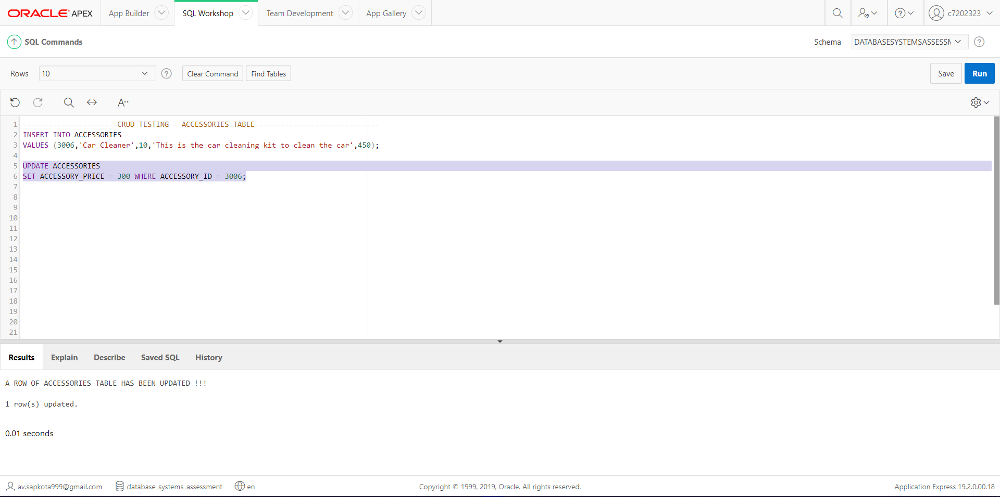 ORACLE APEX App Builder SQL Workshop Team Development App Gallery c7202323
SQL Commands Schema DATABASESYSTEMSASSESSM
Rows 10 Clear Command Find Tables Save Run
A
1 ----------------------CRUD TESTING - ACCESSORIES TABLE-----------------------------
2 INSERT INTO ACCESSORIES
3 VALUES (3006,'Car Cleaner',10,'This is the car cleaning kit to clean the car',450);
4
5 UPDATE ACCESSORIES
6 SET ACCESSORY_PRICE = 300 WHERE ACCESSORY_ID = 3006;
7
8
9
10
11
12
13
14
15
16
17
18
19
20
21
Results Explain Describe Saved SQL History
A ROW OF ACCESSORIES TABLE HAS BEEN UPDATED !!!
1 row(s) updated.
0.01 seconds
av.sapkota999@gmail.com database_systems_assessment en Copyright © 1999, 2019, Oracle. All rights reserved. Application Express 19.2.0.00.18